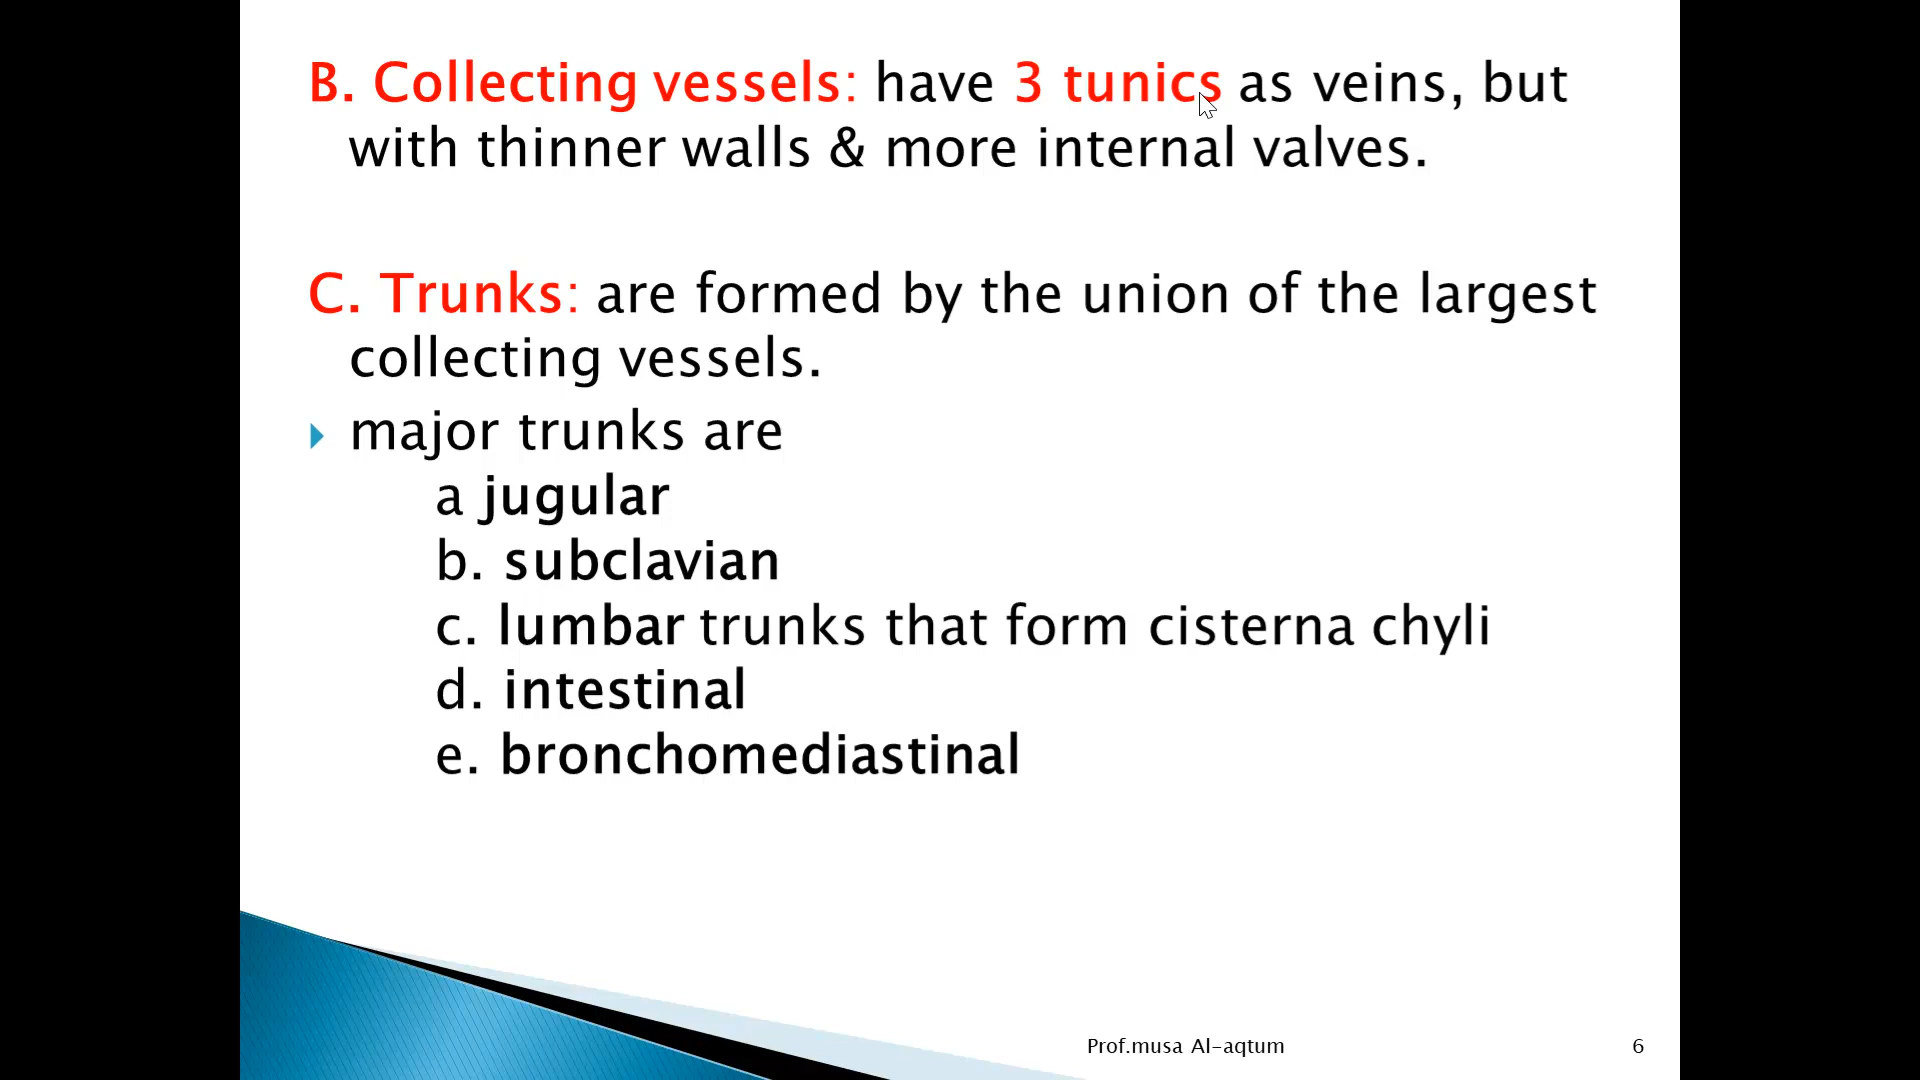 B. Collecting vessels: have 3 tunics as veins, but
with thinner walls & more internal valves.
C. Trunks: are formed by the union of the largest
collecting vessels.
major trunks are
a jugular
b. subclavian
c. lumbar trunks that form cisterna chyli
d. intestinal
e. bronchomediastinal
Prof.musa Al-aqtum
6